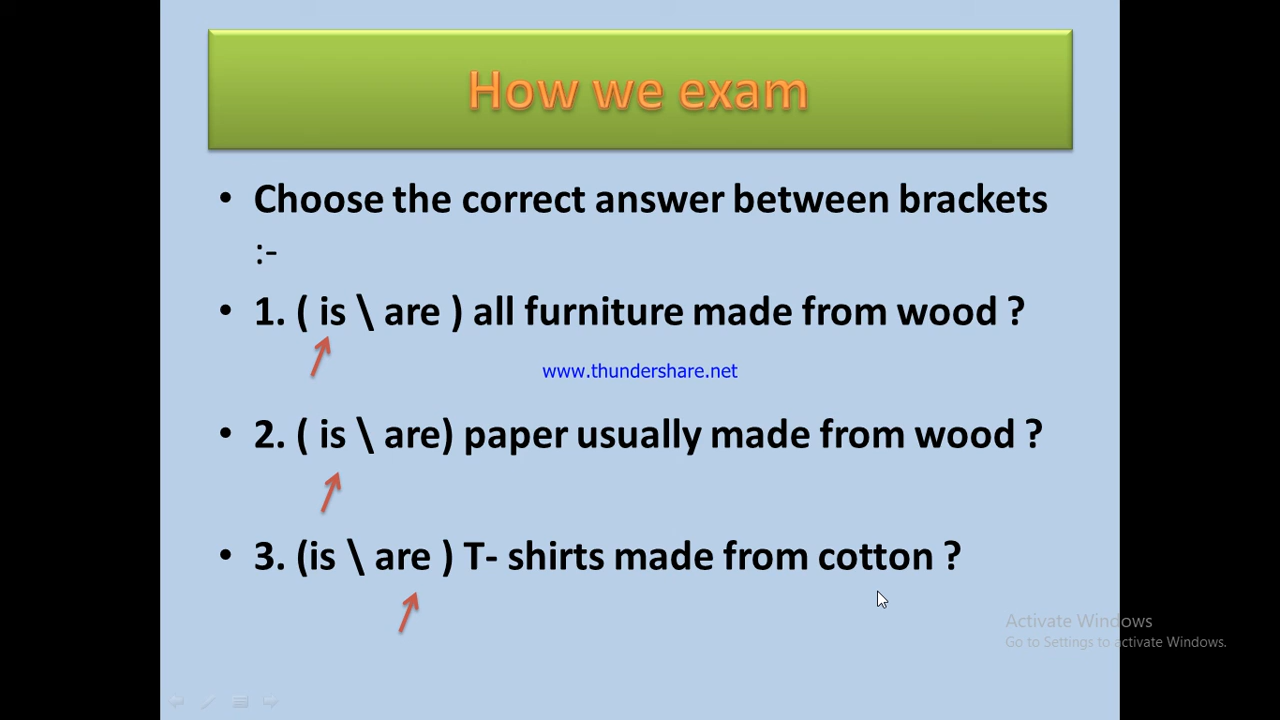 How we exam
• Choose the correct answer between brackets
:-
• 1. ( is \ are ) all furniture made from wood ?
www.thundershare.net
• 2. ( is \ are) paper usually made from wood ?
• 3. (is \ are ) T- shirts made from cotton ?
Activate Windows
Go to Settings to activate Windows.